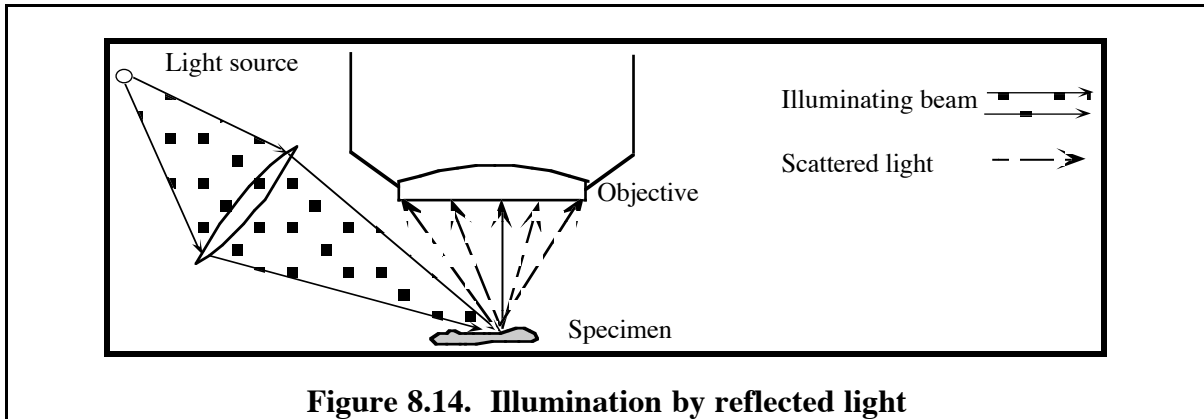 Light source
Illuminating beam
Scattered light
Objective
Specimen
Figure 8.14. Illumination by reflected light